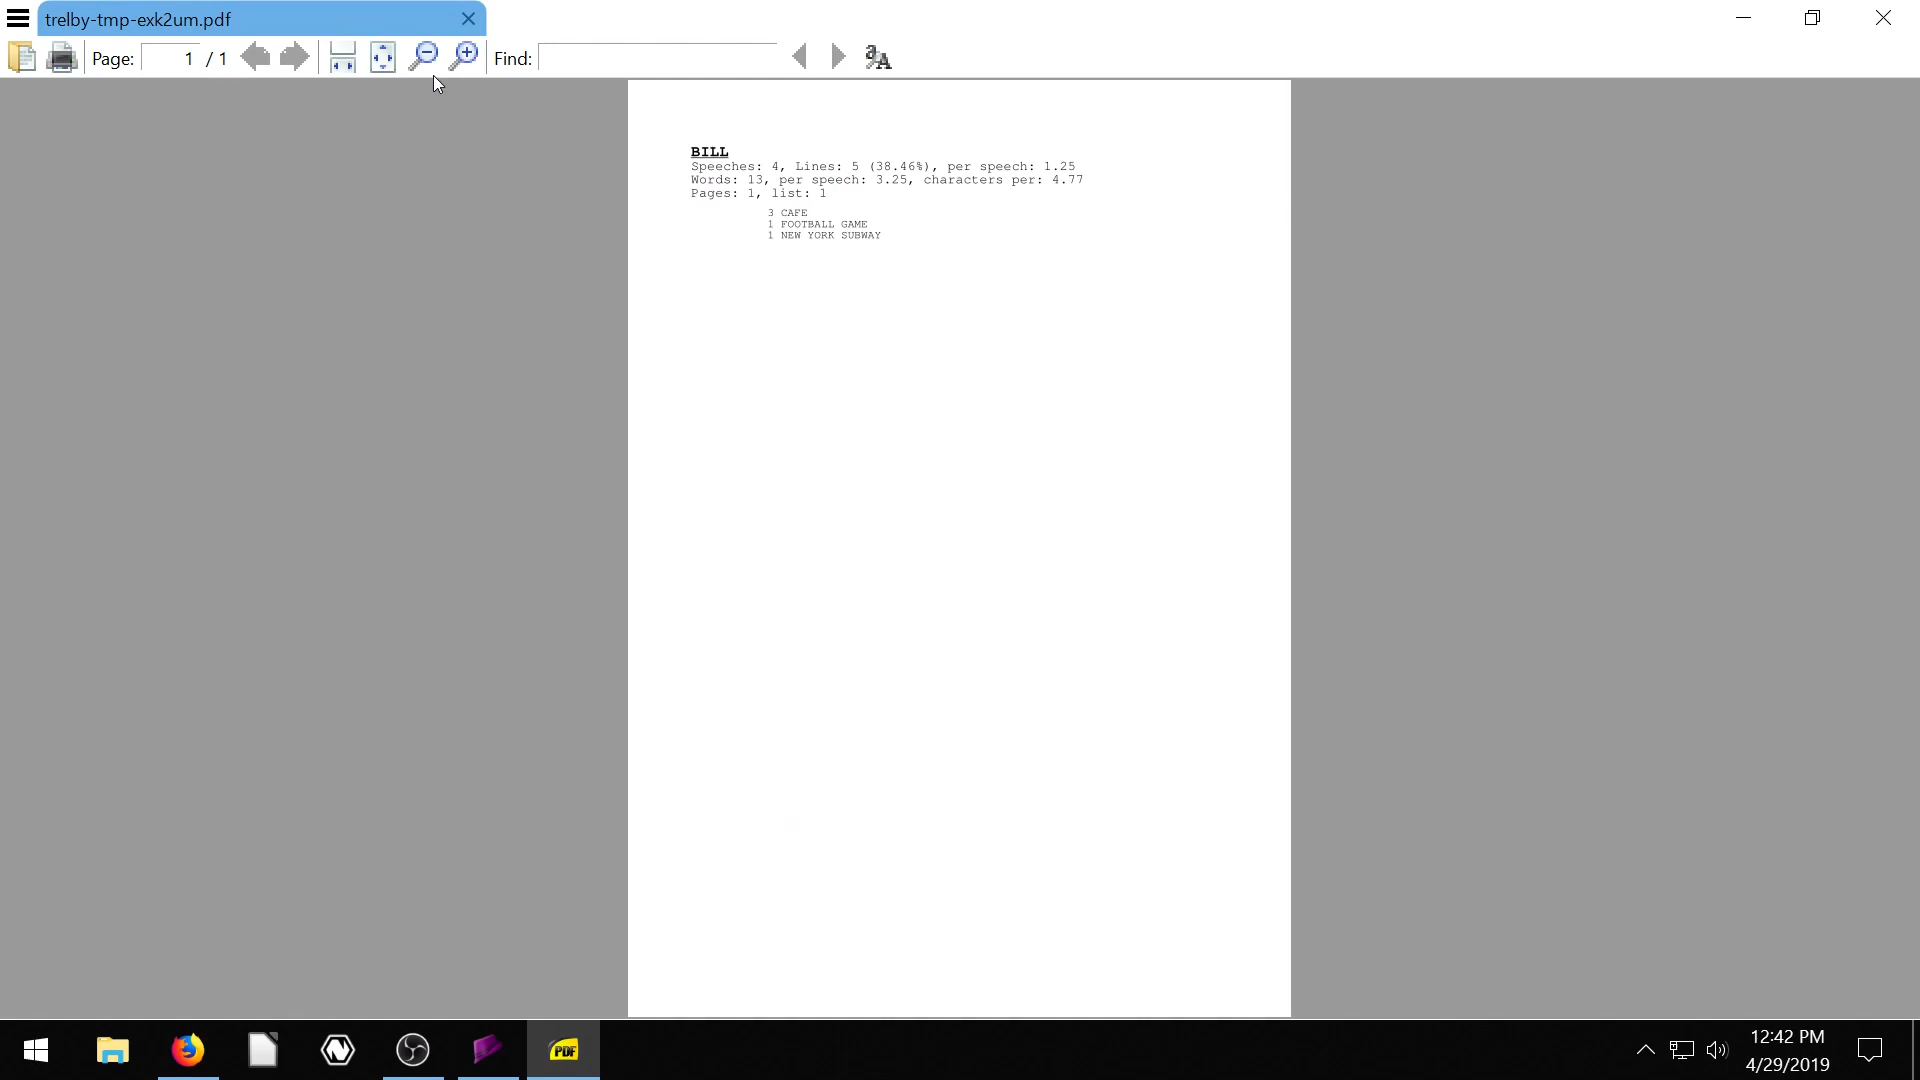 trelby-tmp-exk2um.pdf
Page: 1 / 1 Find:
BILL
Speeches: 4, Lines: 5 (38.46%), per speech: 1.25
Words: 13, per speech: 3.25, characters per: 4.77
Pages: 1, list: 1
3 CAFE
1 FOOTBALL GAME
1 NEW YORK SUBWAY
PDF
12:42 PM
4/29/2019